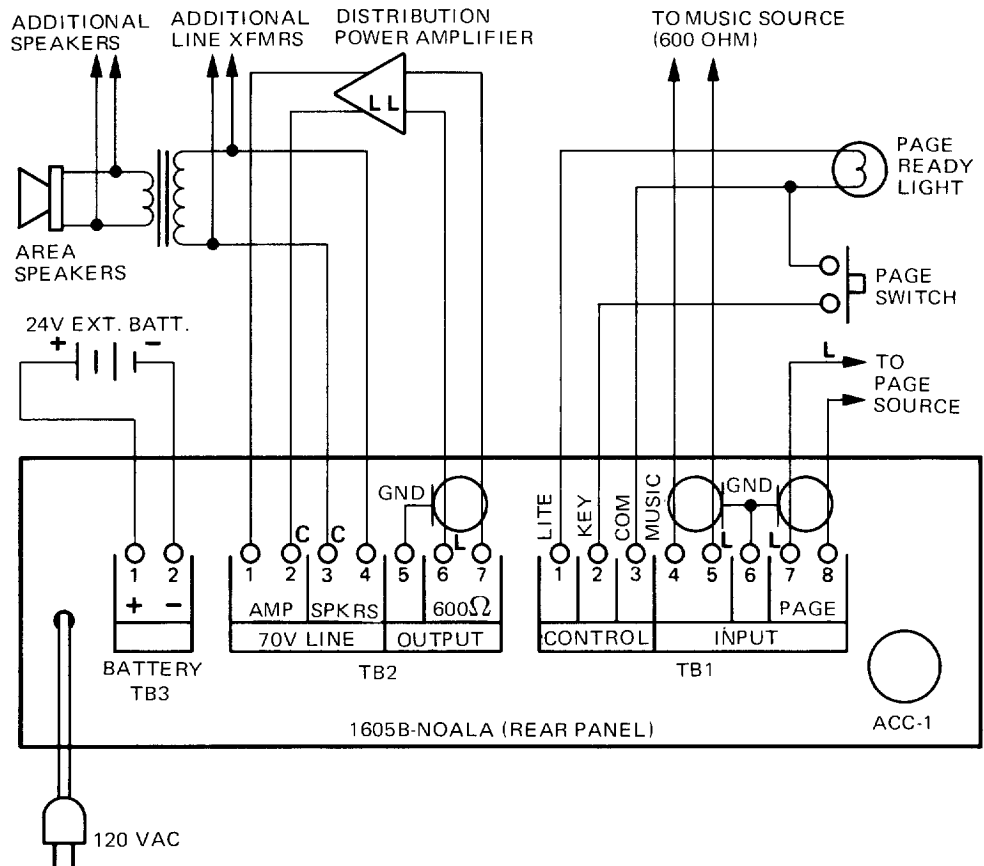 ADDITIONAL
SPEAKERS
ADDITIONAL
LINE XFMRS
DISTRIBUTION
POWER AMPLIFIER
TO MUSIC SOURCE
(600 OHM)
L L
PAGE
READY
LIGHT
AREA
SPEAKERS
PAGE
SWITCH
24V EXT. BATT.
+ −
L
TO
PAGE
SOURCE
GND
LITE
KEY
COM
MUSIC
GND
C C
L
L
L
1 2
1 2 3 4 5 6 7
1 2 3 4 5 6 7 8
+ −
AMP SPKRS 600Ω
PAGE
70V LINE OUTPUT
CONTROL INPUT
BATTERY
TB3
TB2
TB1
ACC-1
1605B-NOALA (REAR PANEL)
120 VAC